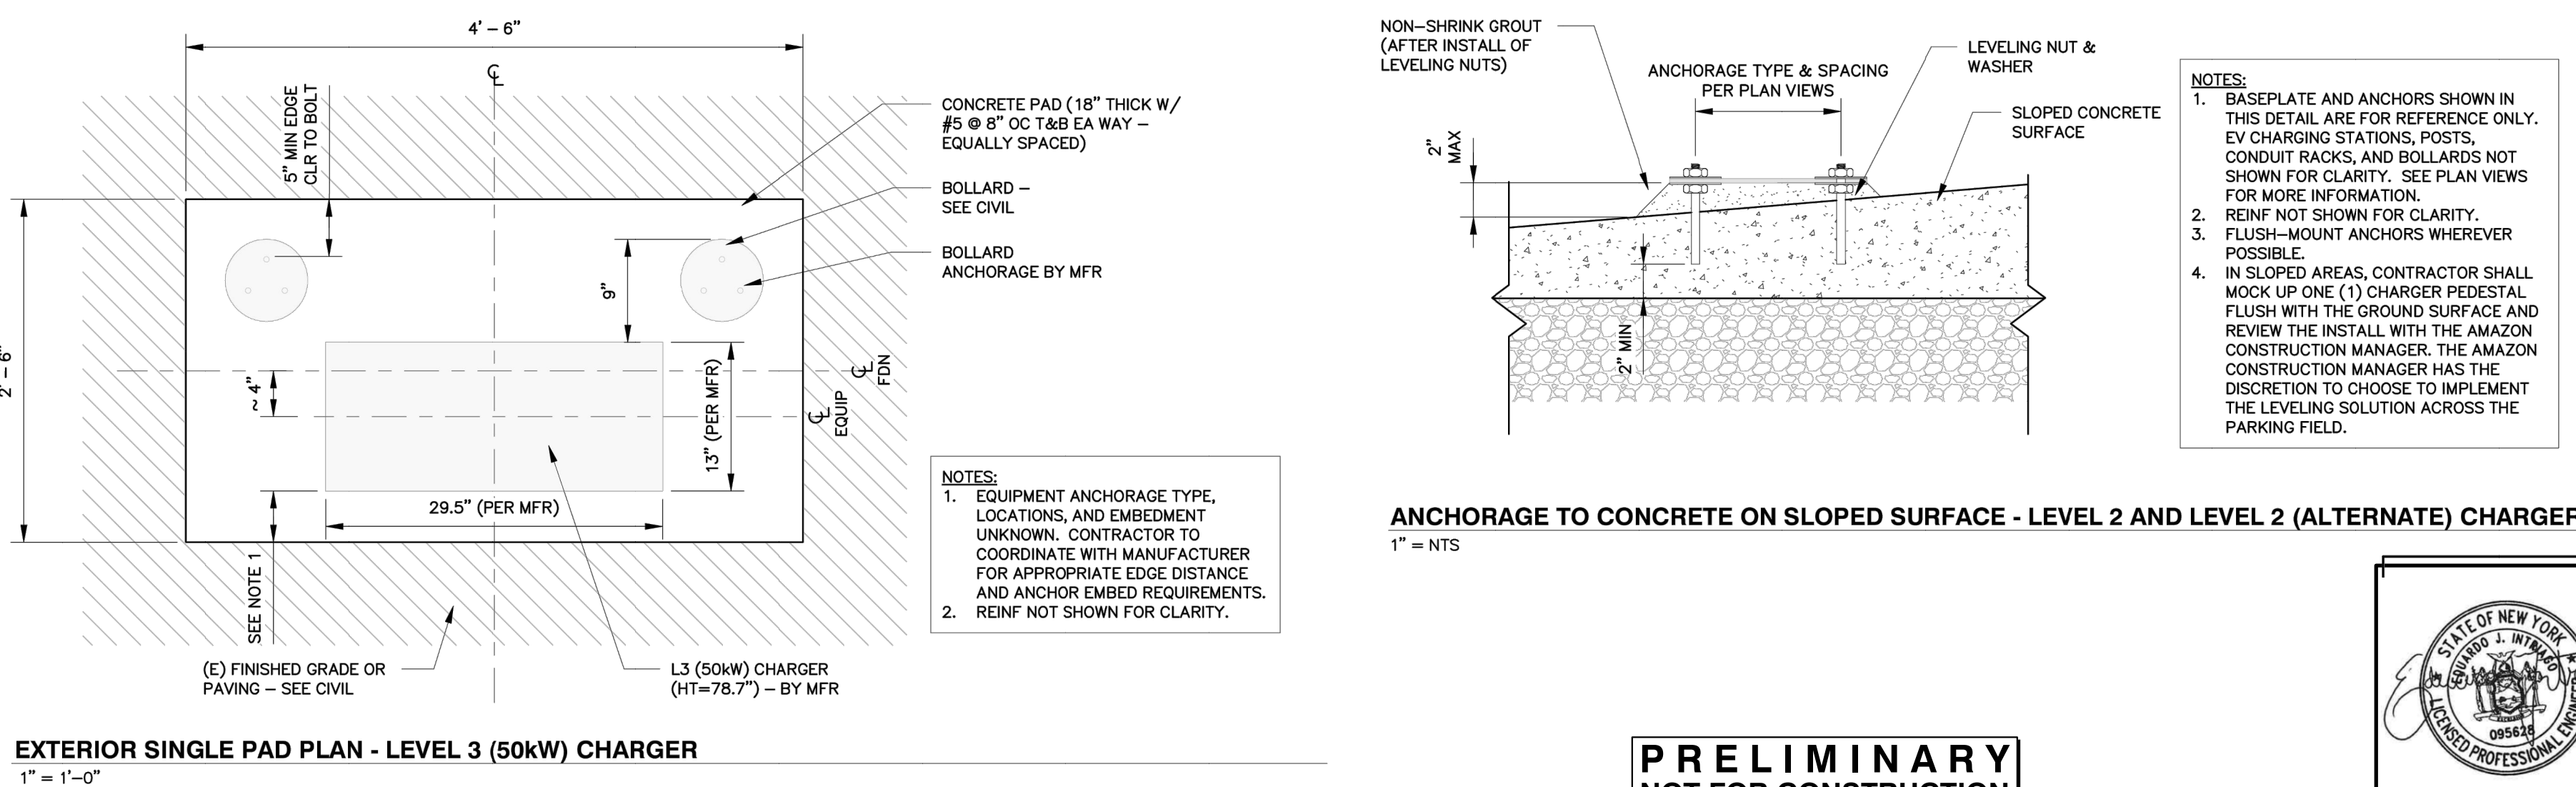 4' – 6"
℄
5" MIN EDGE
CLR TO BOLT
2' – 6"
CONCRETE PAD (18" THICK W/
#5 @ 8" OC T&B EA WAY –
EQUALLY SPACED)
BOLLARD –
SEE CIVIL
BOLLARD
ANCHORAGE BY MFR
9"
~ 4"
13" (PER MFR)
℄
FDN
℄
EQUIP
29.5" (PER MFR)
SEE NOTE 1
(E) FINISHED GRADE OR
PAVING – SEE CIVIL
L3 (50kW) CHARGER
(HT=78.7") – BY MFR
NOTES:
1. EQUIPMENT ANCHORAGE TYPE,
LOCATIONS, AND EMBEDMENT
UNKNOWN. CONTRACTOR TO
COORDINATE WITH MANUFACTURER
FOR APPROPRIATE EDGE DISTANCE
AND ANCHOR EMBED REQUIREMENTS.
2. REINF NOT SHOWN FOR CLARITY.
EXTERIOR SINGLE PAD PLAN - LEVEL 3 (50kW) CHARGER
1" = 1'–0"
NON–SHRINK GROUT
(AFTER INSTALL OF
LEVELING NUTS)
ANCHORAGE TYPE & SPACING
PER PLAN VIEWS
LEVELING NUT &
WASHER
SLOPED CONCRETE
SURFACE
2"
MAX
2" MIN
NOTES:
1. BASEPLATE AND ANCHORS SHOWN IN
THIS DETAIL ARE FOR REFERENCE ONLY.
EV CHARGING STATIONS, POSTS,
CONDUIT RACKS, AND BOLLARDS NOT
SHOWN FOR CLARITY. SEE PLAN VIEWS
FOR MORE INFORMATION.
2. REINF NOT SHOWN FOR CLARITY.
3. FLUSH–MOUNT ANCHORS WHEREVER
POSSIBLE.
4. IN SLOPED AREAS, CONTRACTOR SHALL
MOCK UP ONE (1) CHARGER PEDESTAL
FLUSH WITH THE GROUND SURFACE AND
REVIEW THE INSTALL WITH THE AMAZON
CONSTRUCTION MANAGER. THE AMAZON
CONSTRUCTION MANAGER HAS THE
DISCRETION TO CHOOSE TO IMPLEMENT
THE LEVELING SOLUTION ACROSS THE
PARKING FIELD.
ANCHORAGE TO CONCRETE ON SLOPED SURFACE - LEVEL 2 AND LEVEL 2 (ALTERNATE) CHARGER
1" = NTS
PRELIMINARY
NOT FOR CONSTRUCTION
STATE OF NEW YORK
EDUARDO J. INTRIAGO
095628
LICENSED PROFESSIONAL ENGINEER